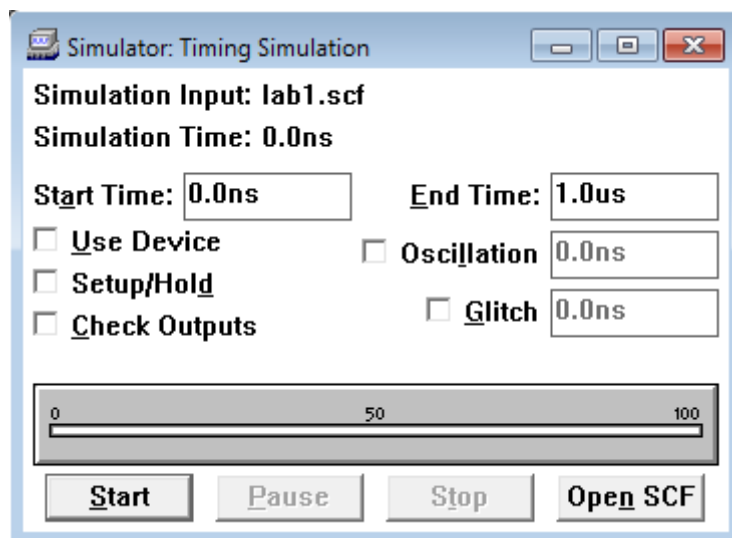 Simulator: Timing Simulation
Simulation Input: lab1.scf
Simulation Time: 0.0ns
Start Time: 0.0ns End Time: 1.0us
Use Device
Oscillation 0.0ns
Setup/Hold
Glitch 0.0ns
Check Outputs
0 50 100
Start Pause Stop Open SCF